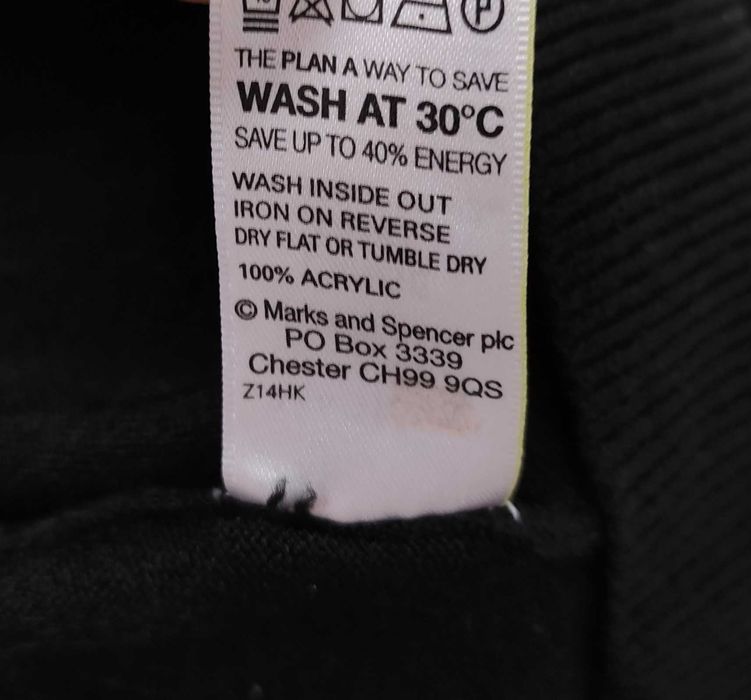 THE PLAN A WAY TO SAVE
WASH AT 30°C
SAVE UP TO 40% ENERGY
WASH INSIDE OUT
IRON ON REVERSE
DRY FLAT OR TUMBLE DRY
100% ACRYLIC
© Marks and Spencer plc
PO Box 3339
Chester CH99 9QS
Z14HK